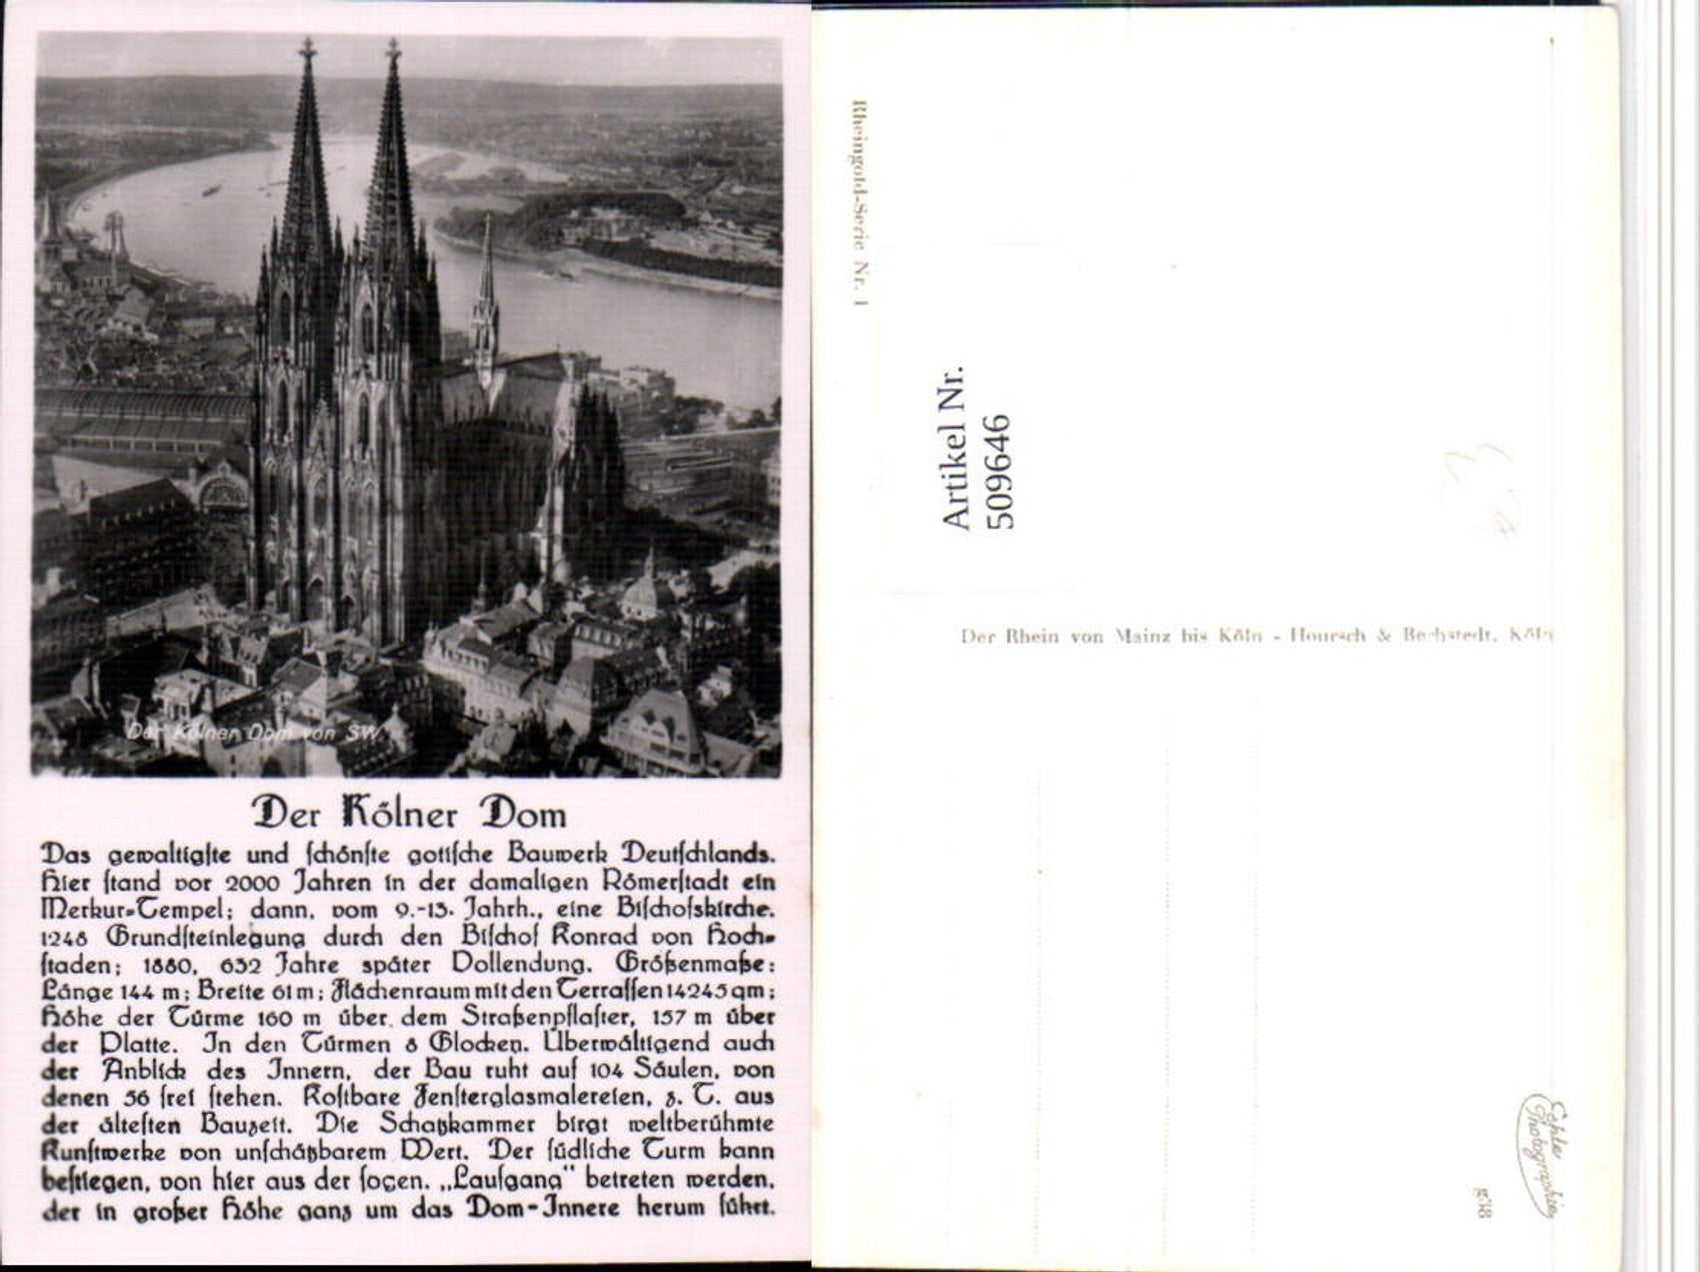 Der Kölner Dom von SW.
Der Kölner Dom
Das gewaltigste und schönste gotische Bauwerk Deutschlands.
Hier stand vor 2000 Jahren in der damaligen Römerstadt ein
Merkur-Tempel; dann, vom 9.-13. Jahrh., eine Bischofskirche.
1248 Grundsteinlegung durch den Bischof Konrad von Hoch-
staden; 1880, 632 Jahre später Vollendung. Größenmaße:
Länge 144 m; Breite 61 m; Flächenraum mit den Terrassen 14245 qm;
Höhe der Türme 160 m über dem Straßenpflaster, 157 m über
der Platte. In den Türmen 8 Glocken. Überwältigend auch
der Anblick des Innern, der Bau ruht auf 104 Säulen, von
denen 56 frei stehen. Kostbare Fensterglasmalereien, z. T. aus
der ältesten Bauzeit. Die Schatzkammer birgt weltberühmte
Kunstwerke von unschätzbarem Wert. Der südliche Turm kann
bestiegen, von hier aus der sogen. „Laufgang“ betreten werden,
der in großer Höhe ganz um das Dom-Innere herum führt.
Rheingold-Serie Nr. 1
Artikel Nr.
509646
Der Rhein von Mainz bis Köln - Hoursch & Bechstedt, Köln
Echte
Photographie
g38